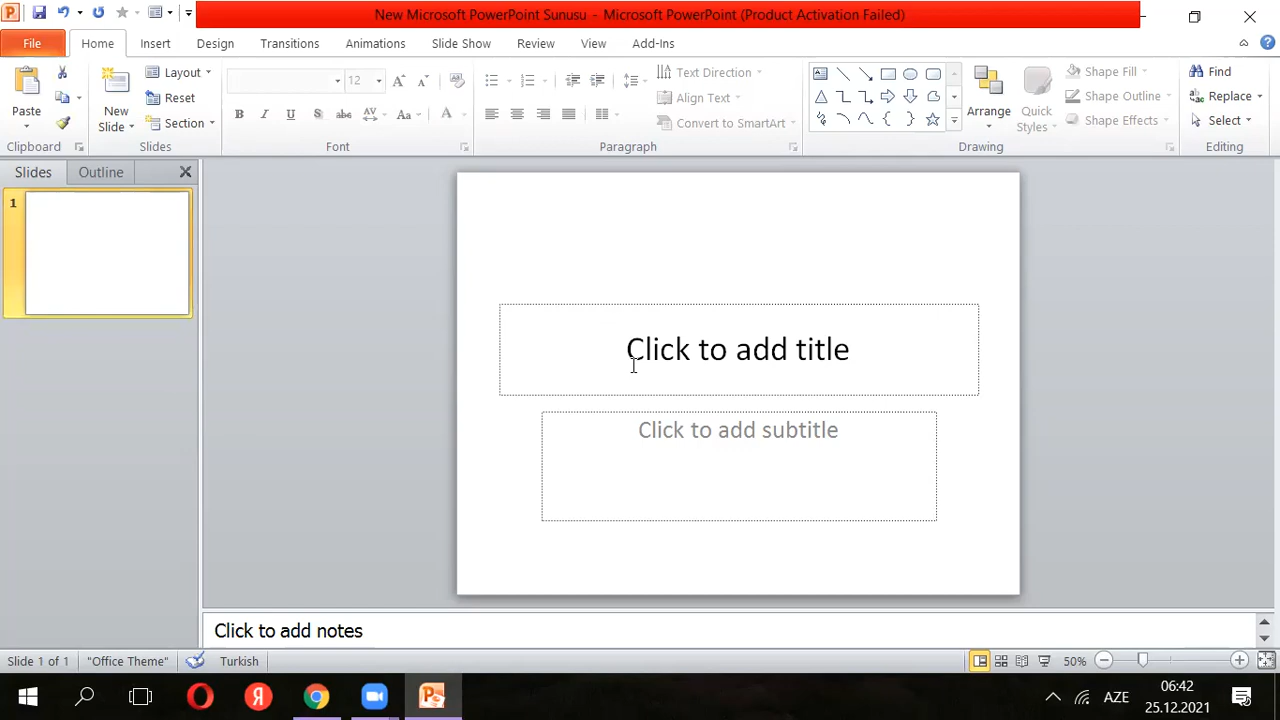 New Microsoft PowerPoint Sunusu - Microsoft PowerPoint (Product Activation Failed)
File Home Insert Design Transitions Animations Slide Show Review View Add-Ins
Paste
Clipboard
New
Slide
Layout
Reset
Section
Slides
12
B I U S abc AV Aa A
Font
Text Direction
Align Text
Convert to SmartArt
Paragraph
Arrange
Quick
Styles
Shape Fill
Shape Outline
Shape Effects
Drawing
Find
Replace
Select
Editing
Slides Outline
1
Click to add title
Click to add subtitle
Click to add notes
Slide 1 of 1 "Office Theme" Turkish 50%
AZE
06:42
25.12.2021